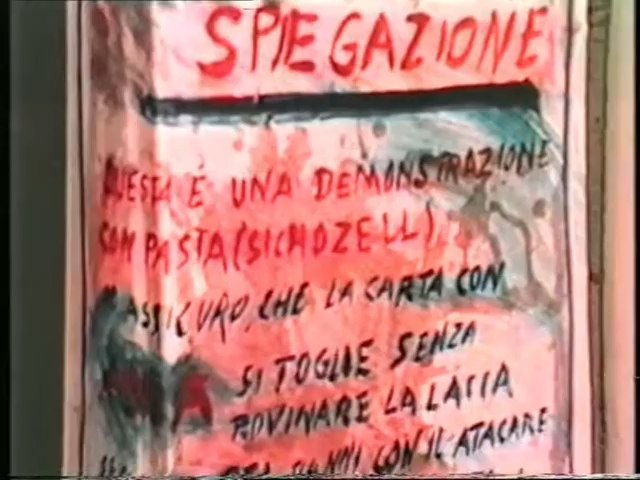 SPIEGAZIONE
QUESTA È UNA DEMONSTRAZIONE
CON PASTA (SICHOZELL)
ASSICURO, CHE LA CARTA CON
SI TOGLIE SENZA
ROVINARE LA LACCA
CON IL ATACARE